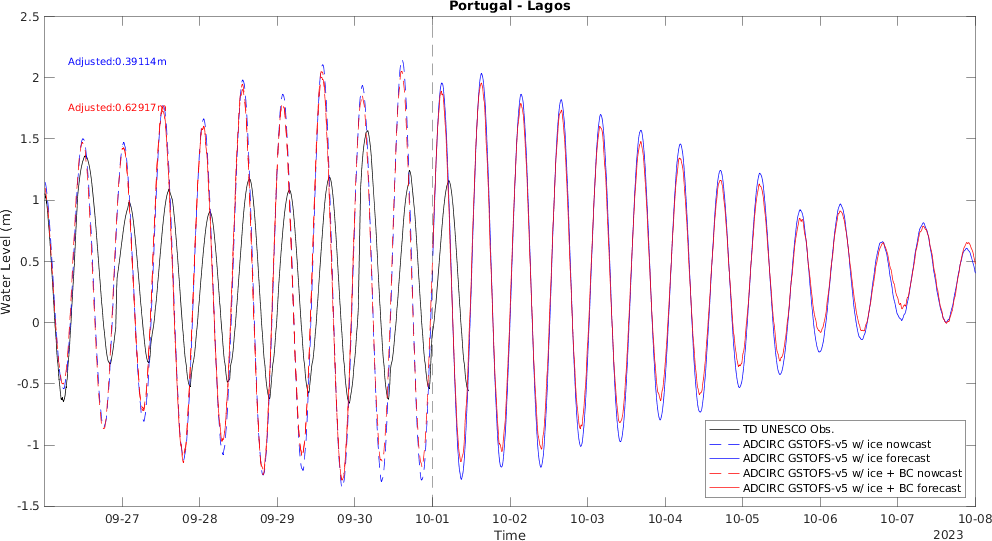 Portugal - Lagos
2.5
2
1.5
1
0.5
0
-0.5
-1
-1.5
Water Level (m)
Adjusted:0.39114m
Adjusted:0.62917m
TD UNESCO Obs.
ADCIRC GSTOFS-v5 w/ ice nowcast
ADCIRC GSTOFS-v5 w/ ice forecast
ADCIRC GSTOFS-v5 w/ ice + BC nowcast
ADCIRC GSTOFS-v5 w/ ice + BC forecast
09-27 09-28 09-29 09-30 10-01 10-02 10-03 10-04 10-05 10-06 10-07 10-08
Time
2023